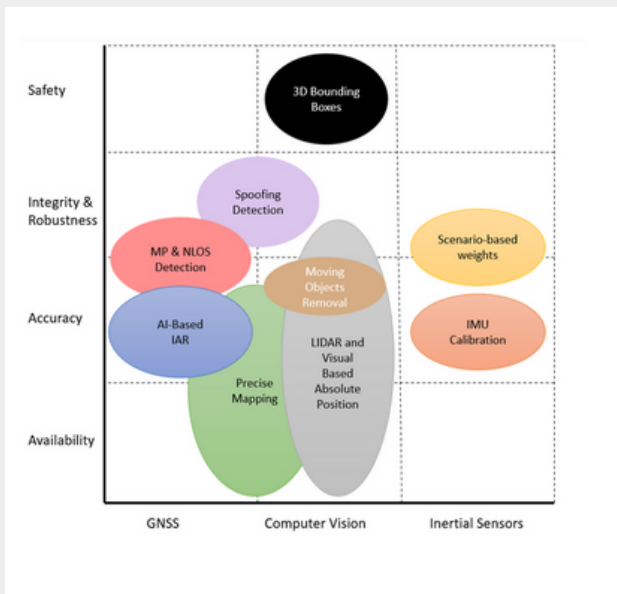 Safety
3D Bounding
Boxes
Integrity &
Robustness
Spoofing
Detection
MP & NLOS
Detection
Scenario-based
weights
Moving
Objects
Removal
Accuracy
AI-Based
IAR
LIDAR and
Visual
Based
Absolute
Position
IMU
Calibration
Precise
Mapping
Availability
GNSS
Computer Vision
Inertial Sensors